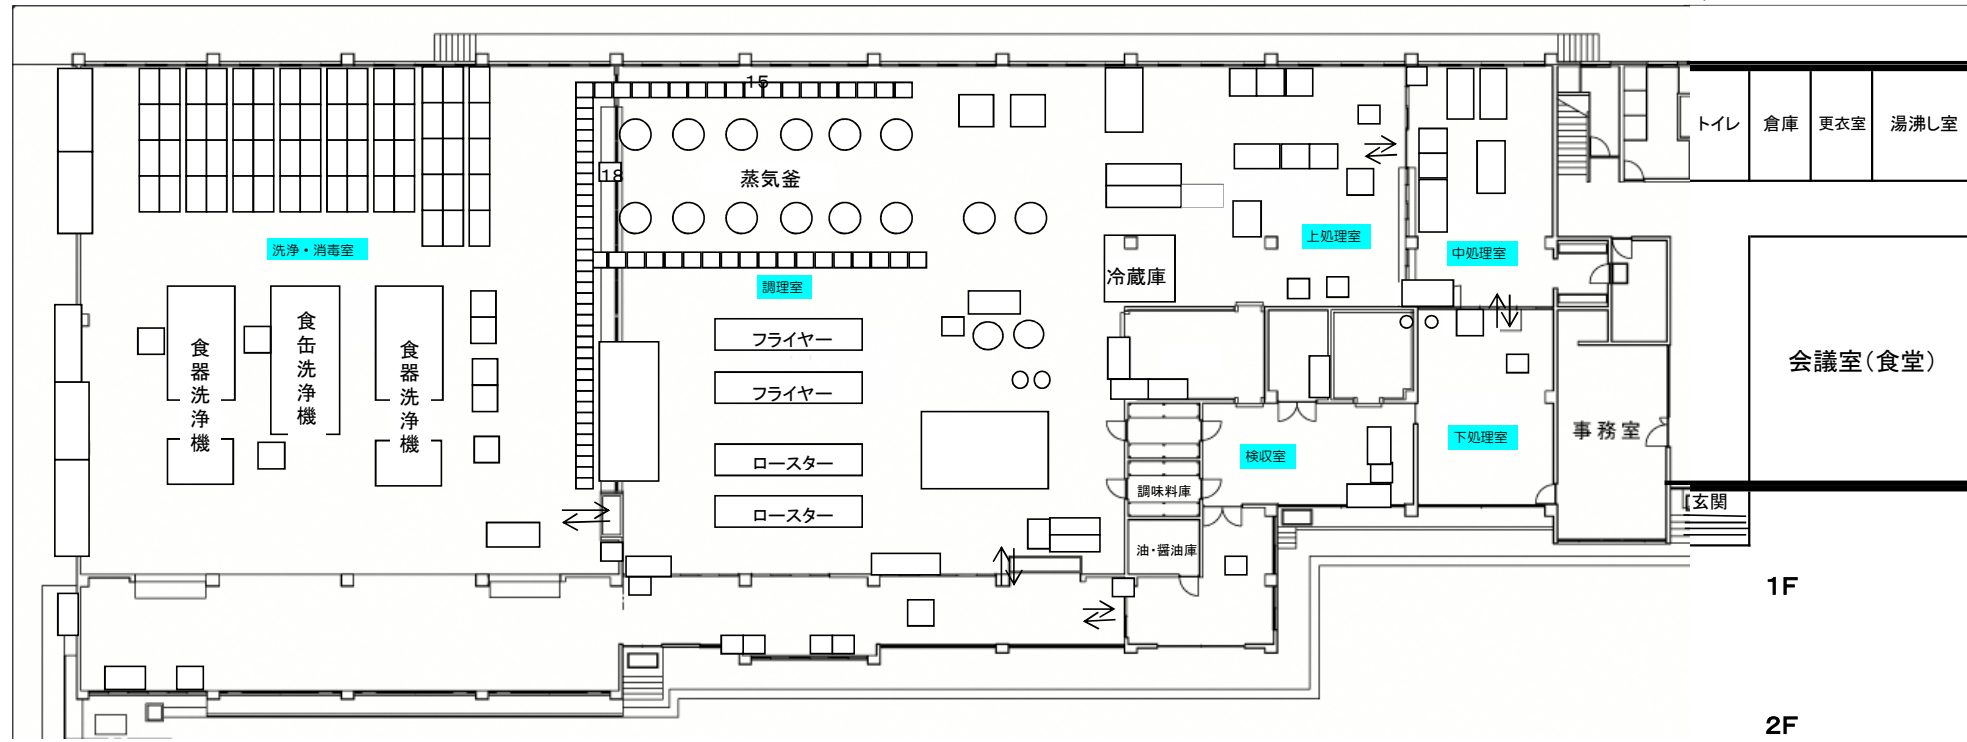 15
トイレ
倉庫
更衣室
湯沸し室
18
蒸気釜
洗浄・消毒室
上処理室
中処理室
冷蔵庫
調理室
フライヤー
フライヤー
食器洗浄機
食缶洗浄機
食器洗浄機
会議室(食堂)
事務室
下処理室
検収室
ロースター
調味料庫
ロースター
玄関
油・醤油庫
1F
2F